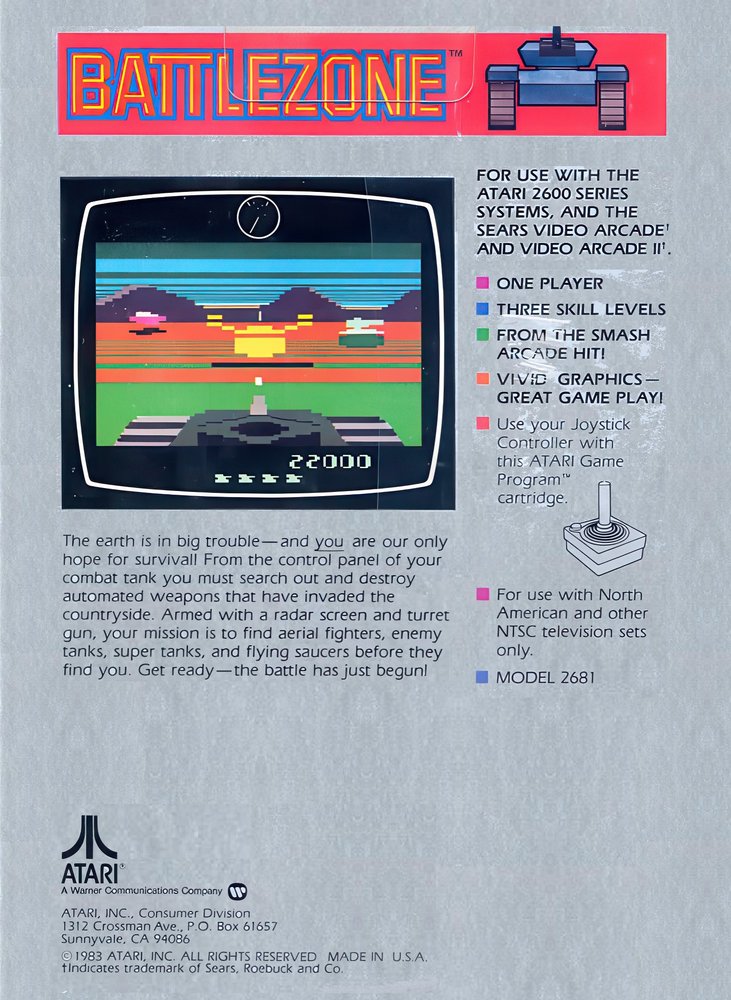 BATTLEZONE™
FOR USE WITH THE
ATARI 2600 SERIES
SYSTEMS, AND THE
SEARS VIDEO ARCADE†
AND VIDEO ARCADE II†.
ONE PLAYER
THREE SKILL LEVELS
FROM THE SMASH
ARCADE HIT!
VIVID GRAPHICS—
GREAT GAME PLAY!
Use your Joystick
Controller with
this ATARI Game
Program™
cartridge.
For use with North
American and other
NTSC television sets
only.
MODEL 2681
22000
The earth is in big trouble—and you are our only
hope for survival! From the control panel of your
combat tank you must search out and destroy
automated weapons that have invaded the
countryside. Armed with a radar screen and turret
gun, your mission is to find aerial fighters, enemy
tanks, super tanks, and flying saucers before they
find you. Get ready—the battle has just begun!
ATARI®
A Warner Communications Company
ATARI, INC., Consumer Division
1312 Crossman Ave., P.O. Box 61657
Sunnyvale, CA 94086
©1983 ATARI, INC. ALL RIGHTS RESERVED MADE IN U.S.A.
†Indicates trademark of Sears, Roebuck and Co.